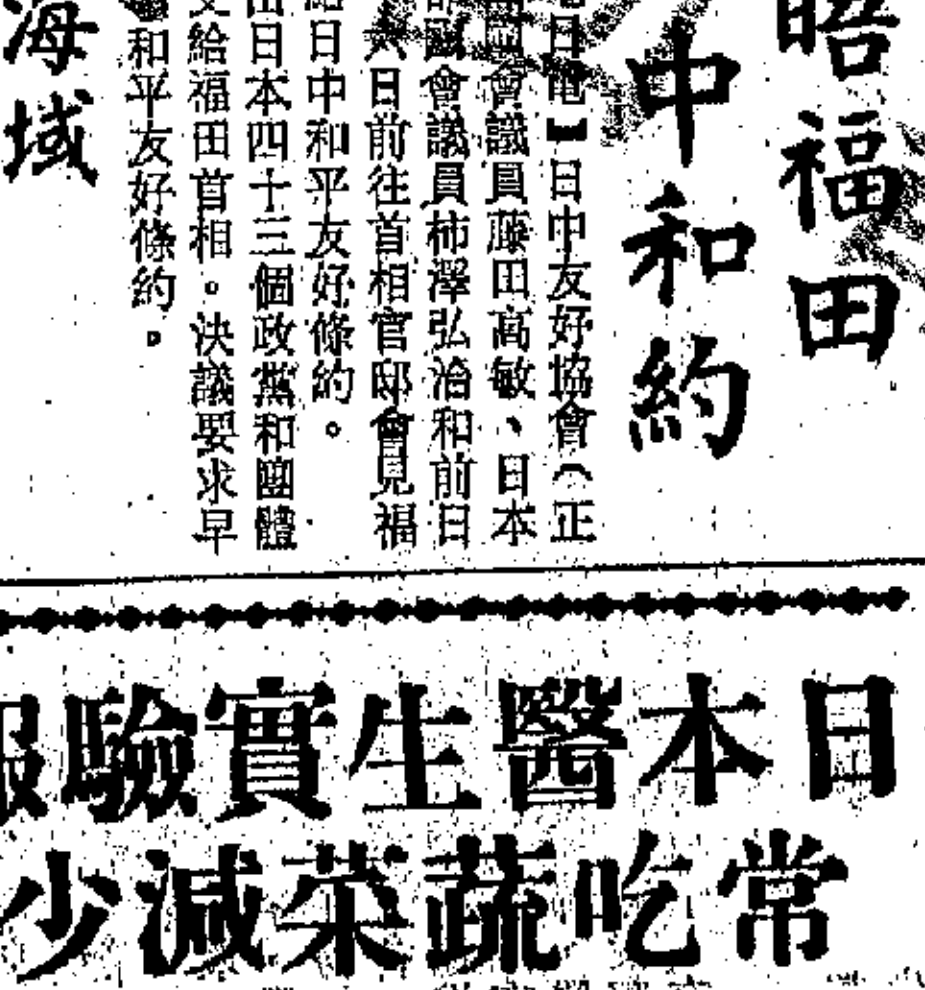 晤福田
中和約
日電】日中友好協會（正
國會議員藤田高敏、日本
國會議員柿澤弘治和前日
日前往首相官邸會見福
日中和平友好條約。
日本四十三個政黨和團體
給福田首相。決議要求早
和平友好條約。
海域
日本醫生實驗報
常吃蔬菜減少